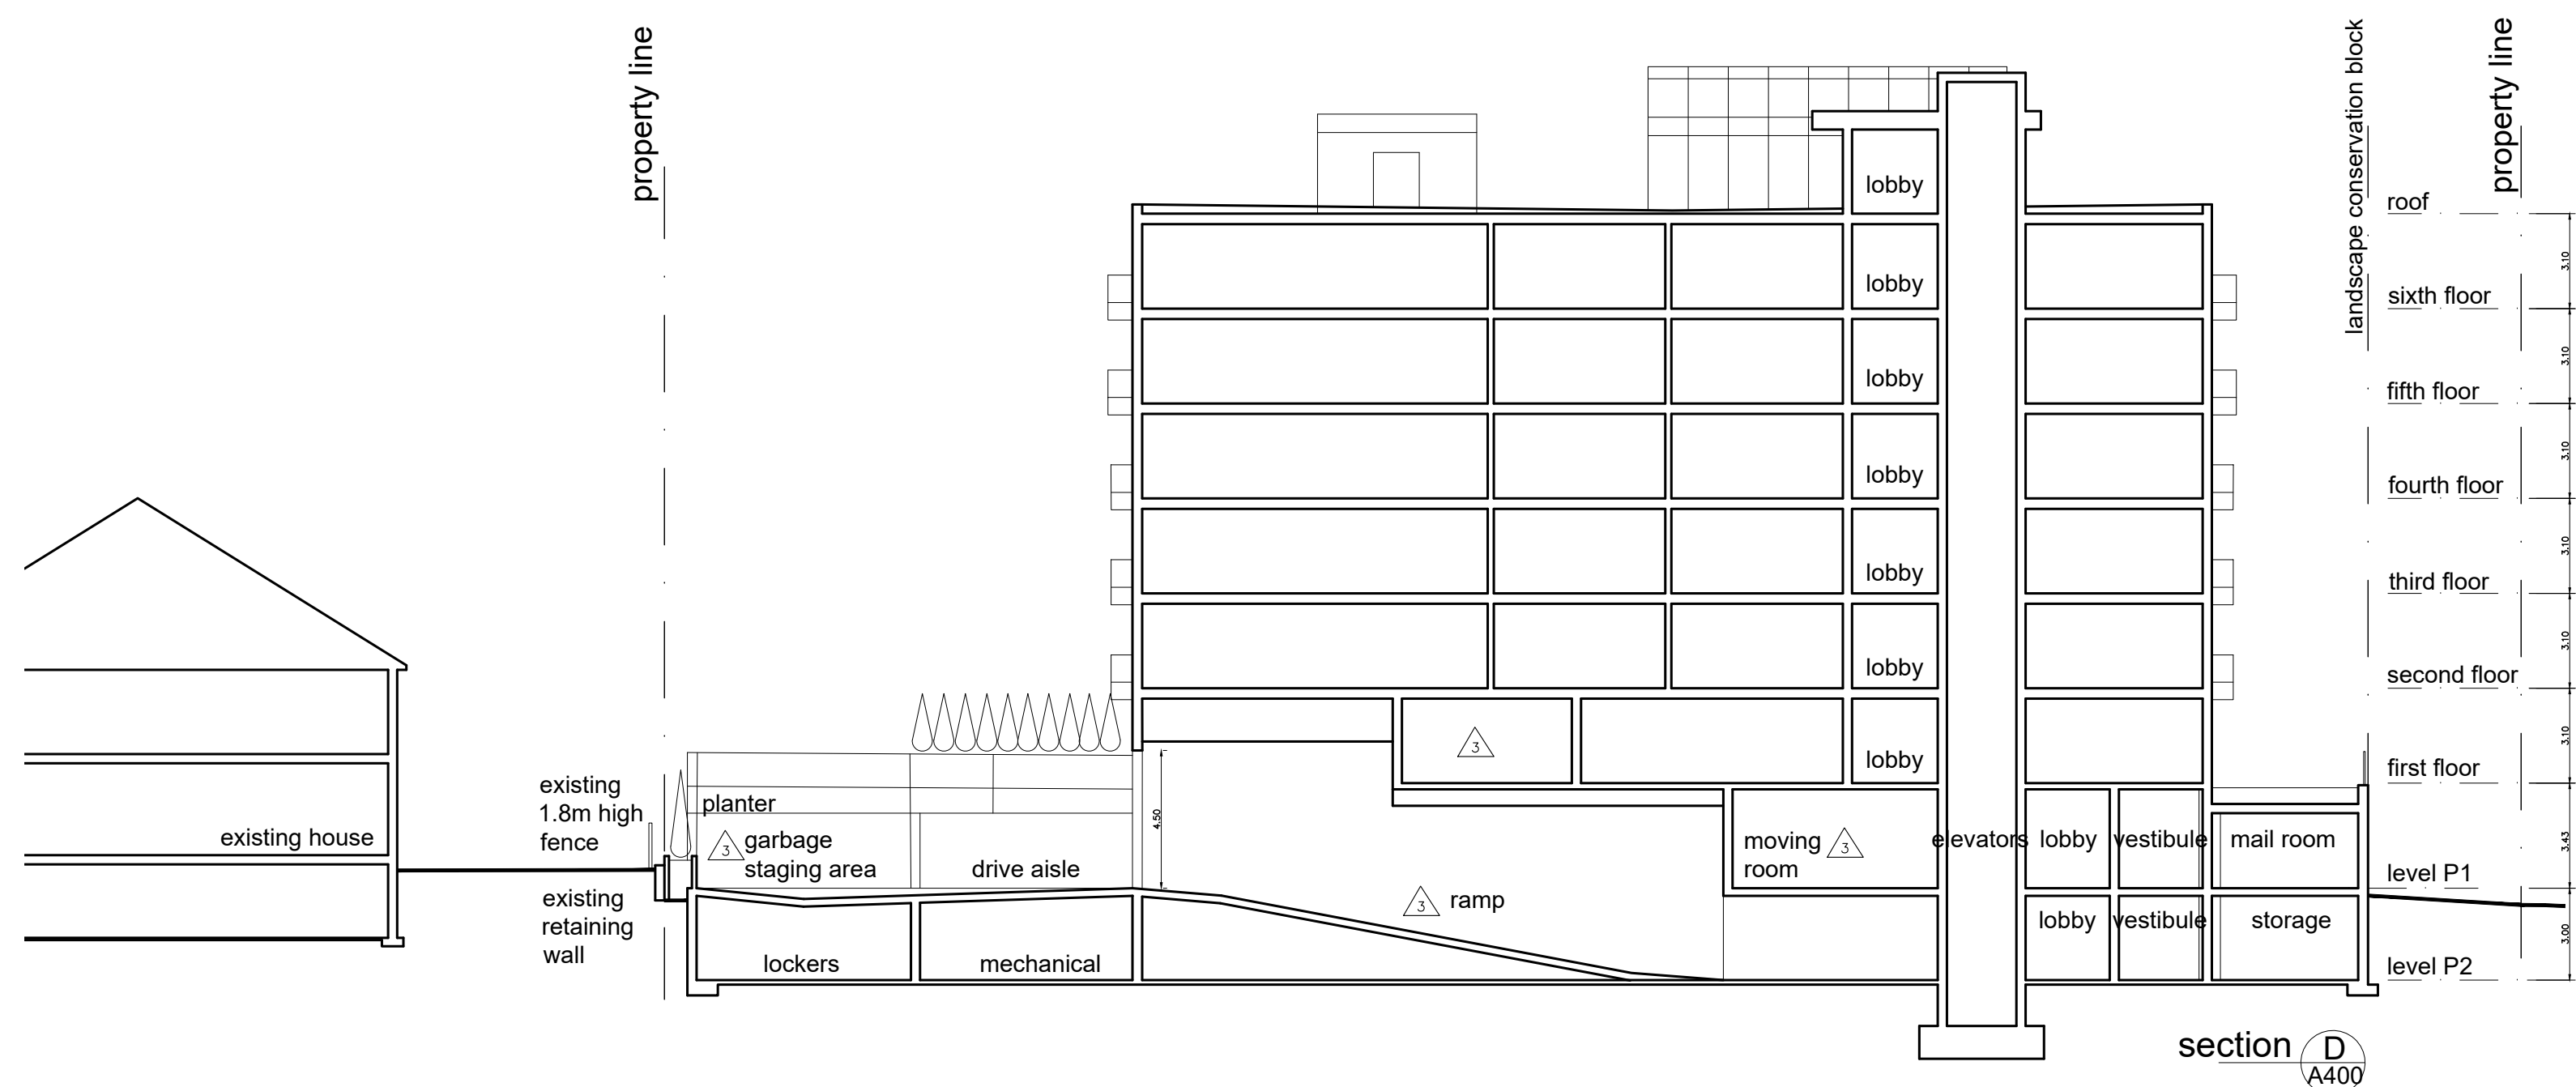 property line
landscape conservation block
property line
lobby
roof
3.10
lobby
sixth floor
3.10
lobby
fifth floor
3.10
lobby
fourth floor
3.10
lobby
third floor
3.10
lobby
second floor
3
3.10
lobby
first floor
existing
1.8m high
fence
planter
4.50
existing house
3
garbage
staging area
drive aisle
moving
room
3
elevators
lobby
vestibule
mail room
3.43
level P1
existing
retaining
wall
3
ramp
lobby
vestibule
storage
3.00
lockers
mechanical
level P2
section
D
A400